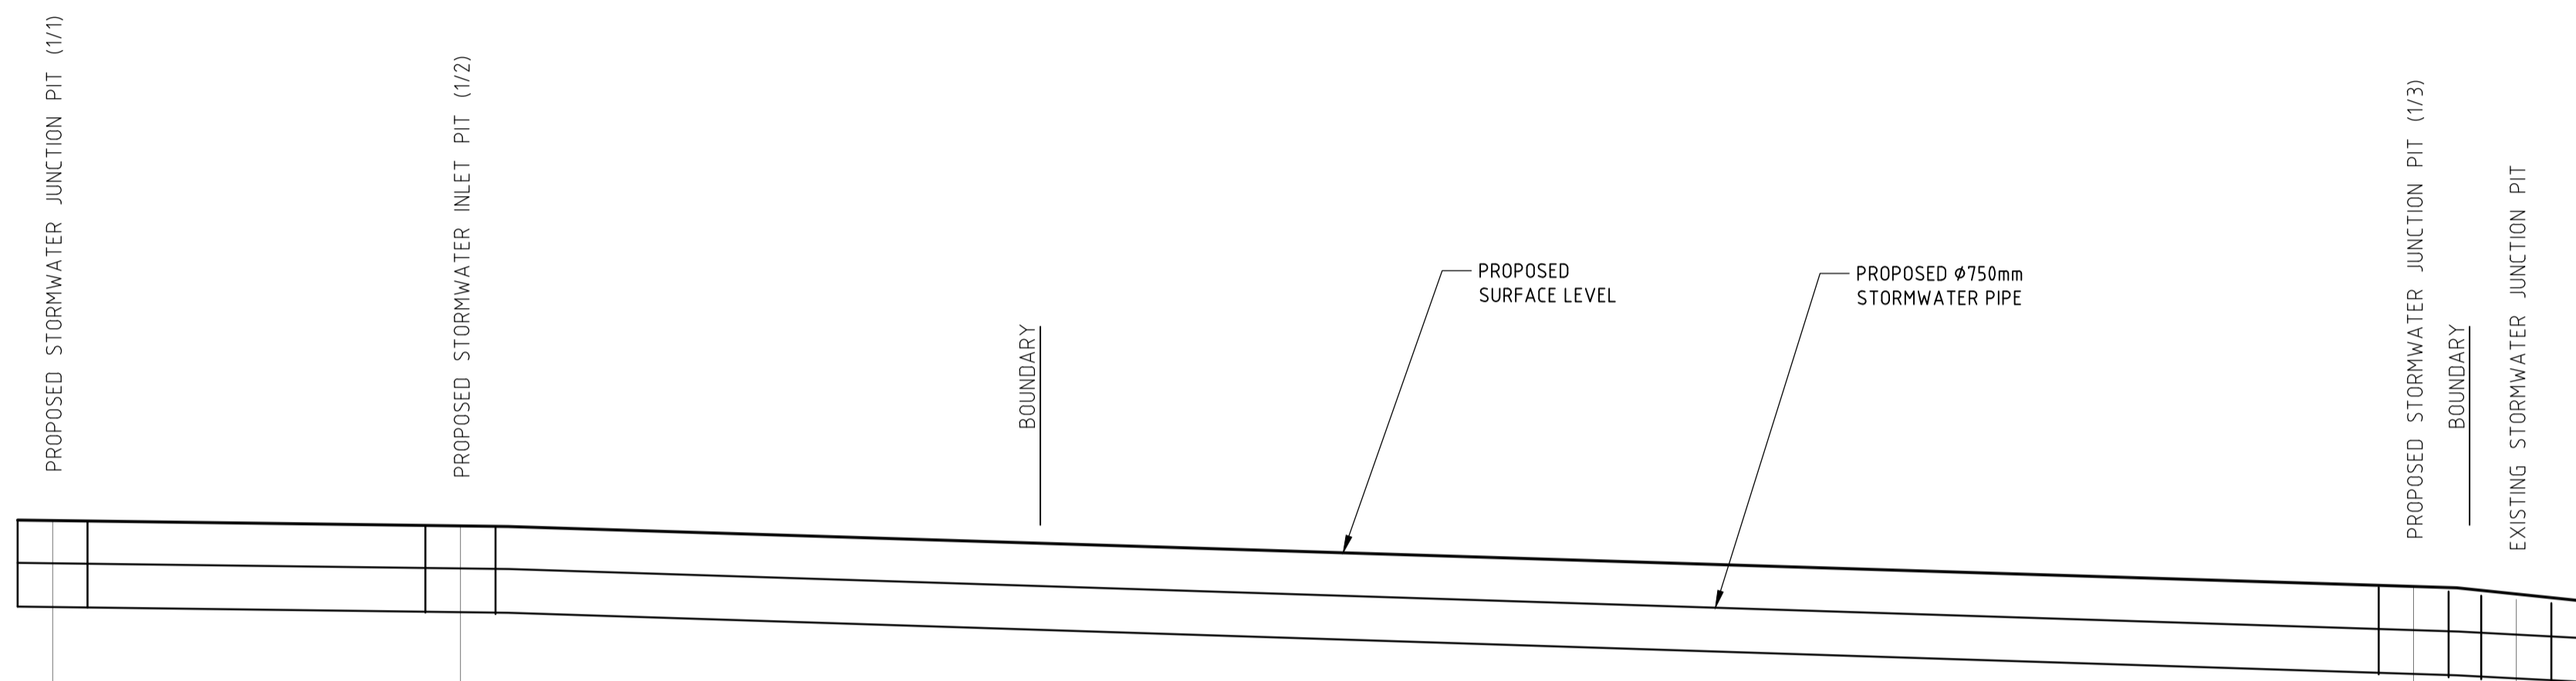 PROPOSED STORMWATER JUNCTION PIT (1/1)
PROPOSED STORMWATER INLET PIT (1/2)
BOUNDARY
PROPOSED
SURFACE LEVEL
PROPOSED Ø750mm
STORMWATER PIPE
PROPOSED STORMWATER JUNCTION PIT (1/3)
BOUNDARY
EXISTING STORMWATER JUNCTION PIT